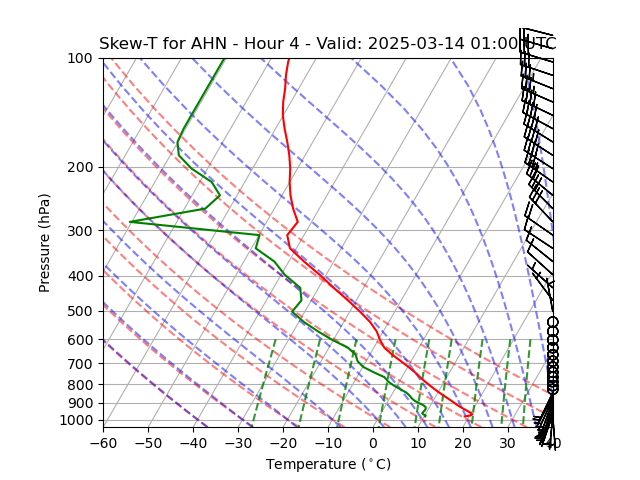 Skew-T for AHN - Hour 4 - Valid: 2025-03-14 01:00 UTC
100
200
300
400
500
600
700
800
900
1000
Pressure (hPa)
−60 −50 −40 −30 −20 −10 0 10 20 30 40
Temperature (°C)